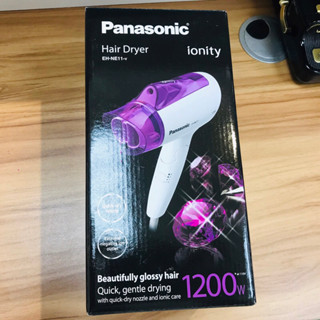 Panasonic
Hair Dryer
ionity
EH-NE11-V
Panasonic
Beautifully glossy hair
Quick, gentle drying
with quick-dry nozzle and ionic care
1200W